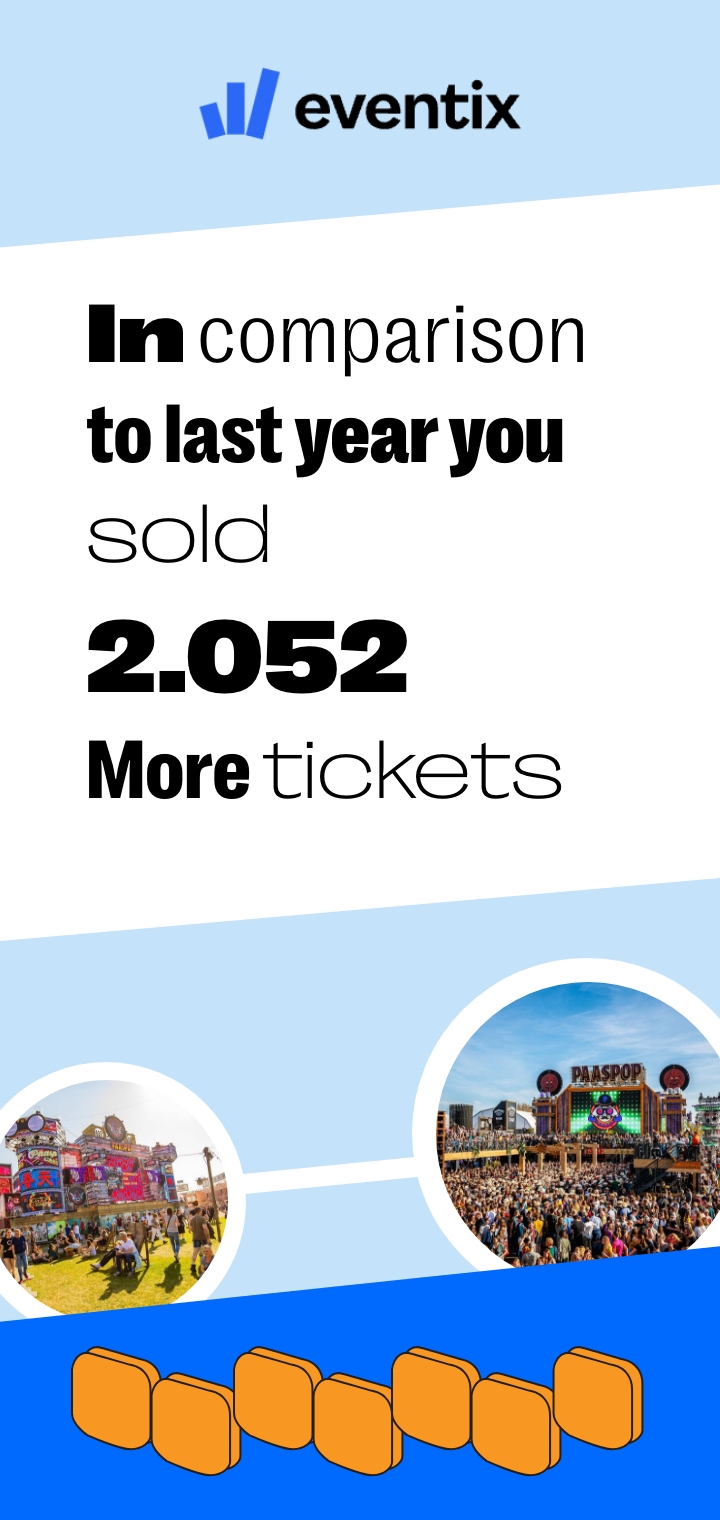 eventix
In comparison
to last year you
sold
2.052
More tickets
PAASPOP